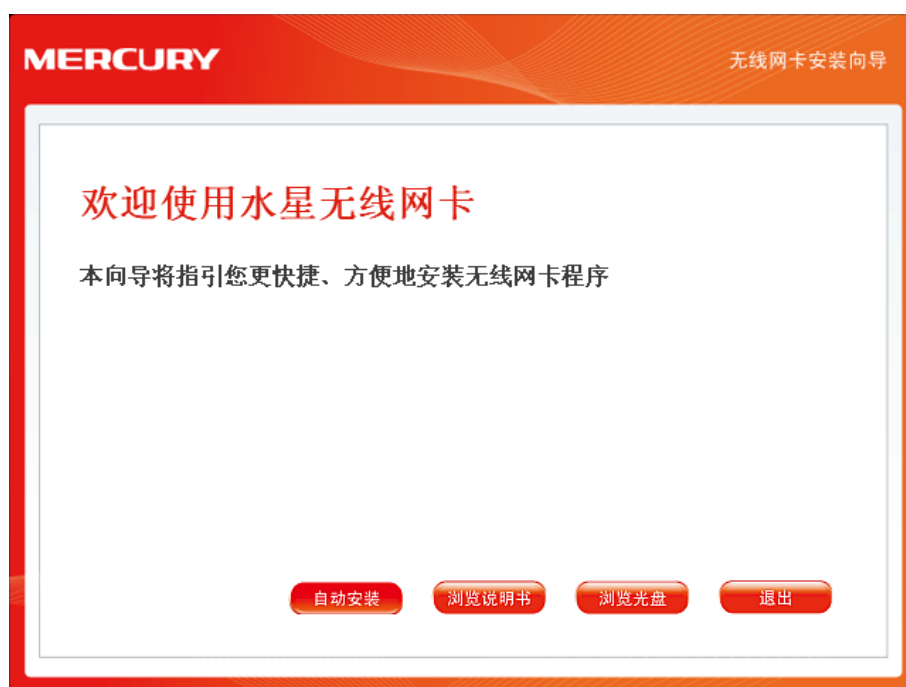 MERCURY
无线网卡安装向导
欢迎使用水星无线网卡
本向导将指引您更快捷、方便地安装无线网卡程序
自动安装
浏览说明书
浏览光盘
退出